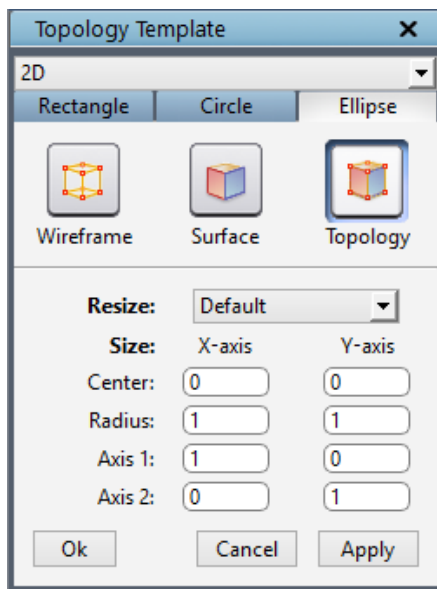 Topology Template
2D
Rectangle Circle Ellipse
Wireframe Surface Topology
Resize: Default
Size: X-axis Y-axis
Center: 0 0
Radius: 1 1
Axis 1: 1 0
Axis 2: 0 1
Ok Cancel Apply